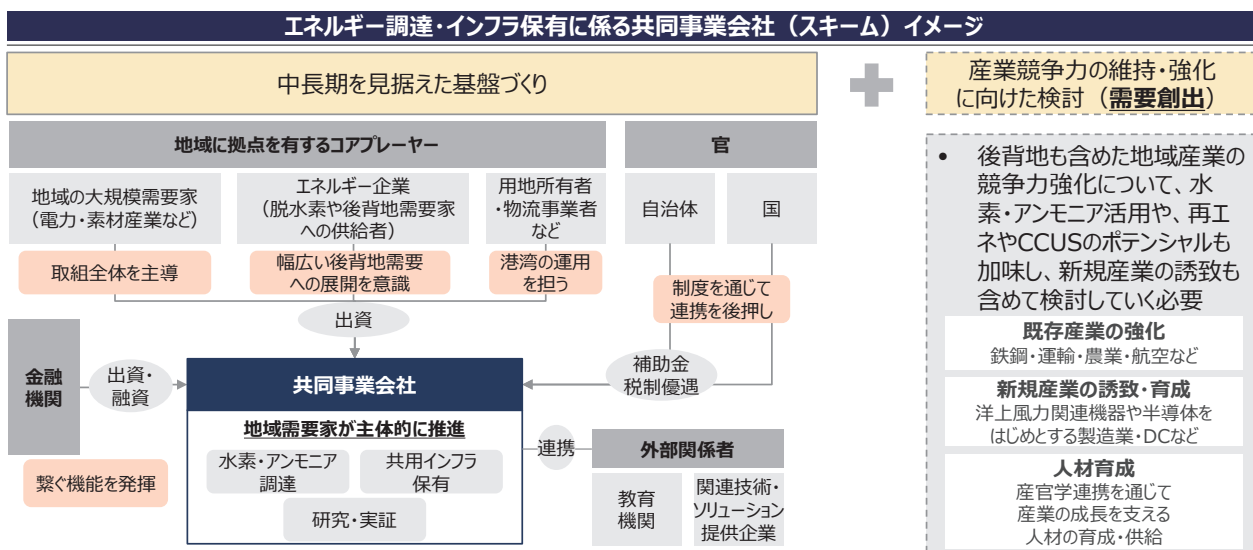 エネルギー調達・インフラ保有に係る共同事業会社（スキーム）イメージ
中長期を見据えた基盤づくり
地域に拠点を有するコアプレーヤー
官
地域の大規模需要家
（電力・素材産業など）
エネルギー企業
（脱水素や後背地需要家
への供給者）
用地所有者
・物流事業者
など
自治体
国
取組全体を主導
幅広い後背地需要
への展開を意識
港湾の運用
を担う
制度を通じて
連携を後押し
出資
金融
機関
出資・
融資
補助金
税制優遇
共同事業会社
地域需要家が主体的に推進
水素・アンモニア
調達
共用インフラ
保有
研究・実証
繋ぐ機能を発揮
連携
外部関係者
教育
機関
関連技術・
ソリューション
提供企業
産業競争力の維持・強化
に向けた検討（需要創出）
• 後背地も含めた地域産業の
競争力強化について、水
素・アンモニア活用や、再エ
ネやCCUSのポテンシャルも
加味し、新規産業の誘致も
含めて検討していく必要
既存産業の強化
鉄鋼・運輸・農業・航空など
新規産業の誘致・育成
洋上風力関連機器や半導体を
はじめとする製造業・DCなど
人材育成
産官学連携を通じて
産業の成長を支える
人材の育成・供給